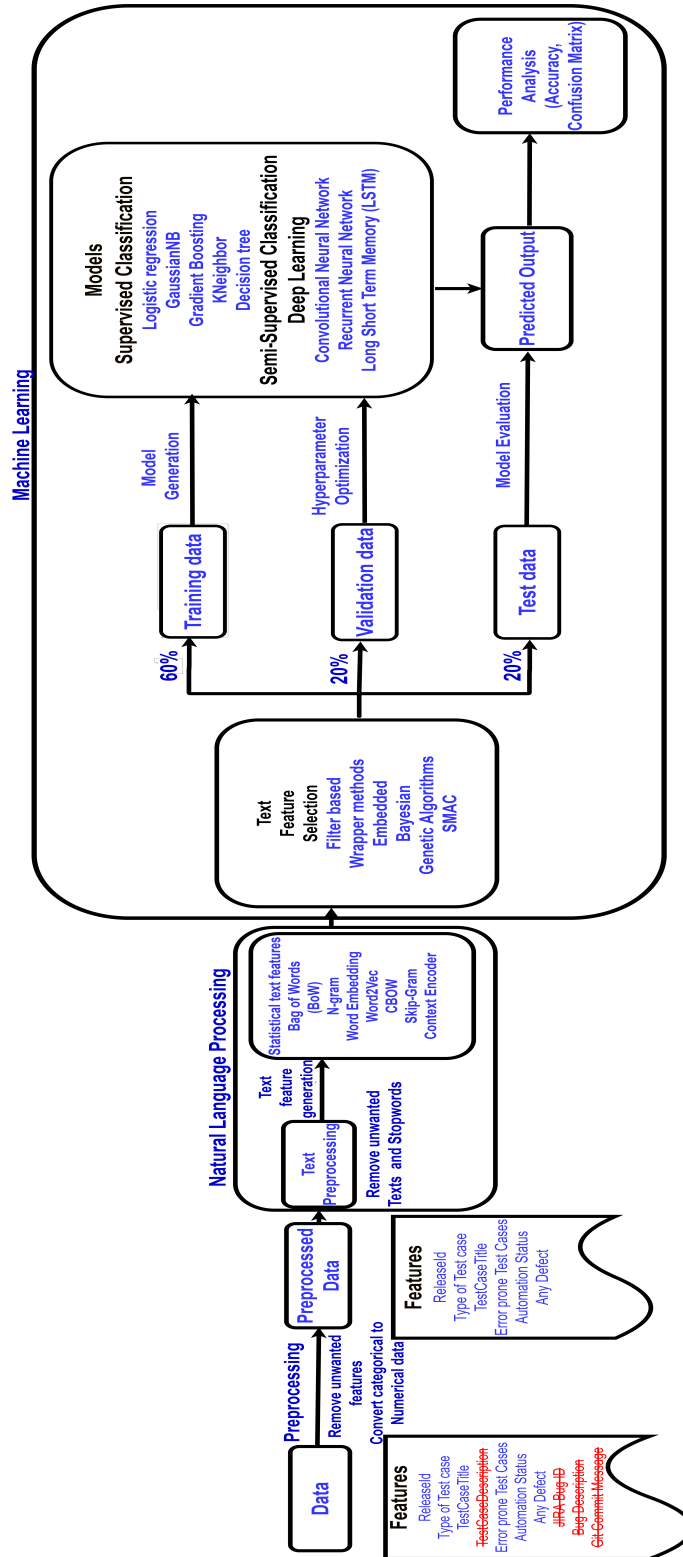 Data
Preprocessing
Remove unwanted
features
Convert categorical to
Numerical data
Features
ReleaseId
Type of Test case
TestCaseTitle
TestCaseDescription
Error prone Test Cases
Automation Status
Any Defect
JIRA Bug ID
Bug Description
Git Commit Message
Preprocessed
Data
Features
ReleaseId
Type of Test case
TestCaseTitle
Error prone Test Cases
Automation Status
Any Defect
Natural Language Processing
Text
Preprocessing
Remove unwanted
Texts and Stopwords
Text
feature
generation
Statistical text features
Bag of Words
(BoW)
N-gram
Word Embedding
Word2Vec
CBOW
Skip-Gram
Context Encoder
Machine Learning
Text
Feature
Selection
Filter based
Wrapper methods
Embedded
Bayesian
Genetic Algorithms
SMAC
60%
20%
20%
Training data
Validation data
Test data
Model
Generation
Hyperparameter
Optimization
Model Evaluation
Models
Supervised Classification
Logistic regression
GaussianNB
Gradient Boosting
KNeighbor
Decision tree
Semi-Supervised Classification
Deep Learning
Convolutional Neural Network
Recurrent Neural Network
Long Short Term Memory (LSTM)
Predicted Output
Performance
Analysis
(Accuracy,
Confusion Matrix)